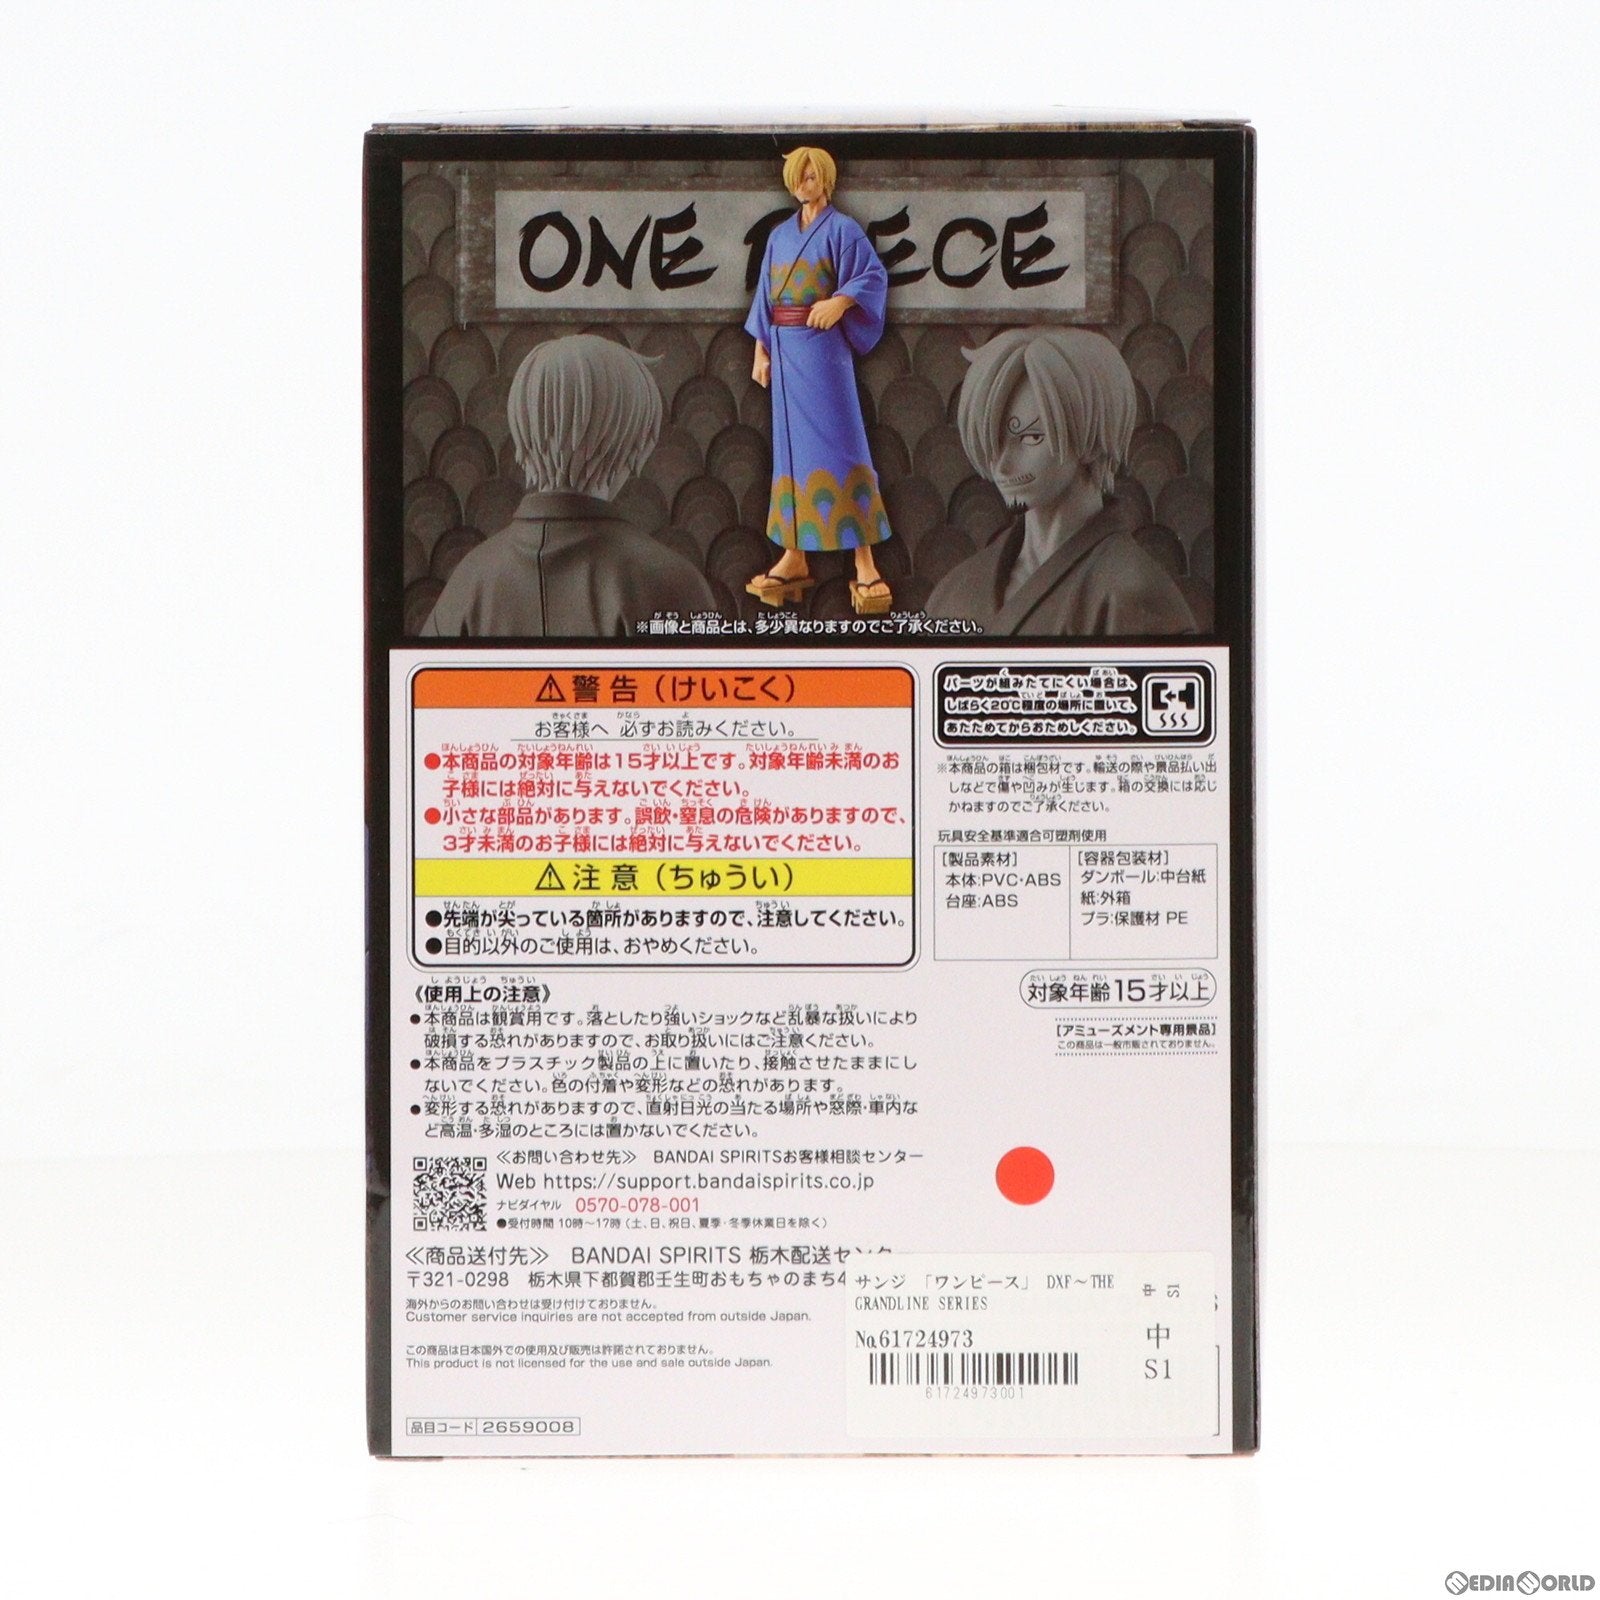 ONE PIECE
※画像と商品とは、多少異なりますのでご了承ください。
⚠警告（けいこく）
お客様へ 必ずお読みください。
●本商品の対象年齢は15才以上です。対象年齢未満のお
子様には絶対に与えないでください。
●小さな部品があります。誤飲・窒息の危険がありますので、
3才未満のお子様には絶対に与えないでください。
⚠注意（ちゅうい）
●先端が尖っている箇所がありますので、注意してください。
●目的以外のご使用は、おやめください。
パーツが組みたてにくい場合は、
しばらく20℃程度の場所に置いて、
あたためてからおためしください。
※本商品の箱は梱包材です。輸送の際や景品払い出
しなどで傷や凹みが生じます。箱の交換には応じ
かねますのでご了承ください。
玩具安全基準適合可塑剤使用
[製品素材]
本体:PVC・ABS
台座:ABS
[容器包装材]
ダンボール:中台紙
紙:外箱
プラ:保護材 PE
対象年齢15才以上
[アミューズメント専用景品]
この商品は一般市販されておりません。
《使用上の注意》
●本商品は観賞用です。落としたり強いショックなど乱暴な扱いにより
破損する恐れがありますので、お取り扱いにはご注意ください。
●本商品をプラスチック製品の上に置いたり、接触させたままにし
ないでください。色の付着や変形などの恐れがあります。
●変形する恐れがありますので、直射日光の当たる場所や窓際・車内な
ど高温・多湿のところには置かないでください。
≪お問い合わせ先≫ BANDAI SPIRITSお客様相談センター
Web https://support.bandaispirits.co.jp
ナビダイヤル 0570-078-001
●受付時間 10時～17時（土、日、祝日、夏季・冬季休業日を除く）
≪商品送付先≫ BANDAI SPIRITS 栃木配送センタ
〒321-0298 栃木県下都賀郡壬生町おもちゃのまち4
海外からのお問い合わせは受け付けておりません。
Customer service inquiries are not accepted from outside Japan.
この商品は日本国外での使用及び販売は許諾されておりません。
This product is not licensed for the use and sale outside Japan.
品目コード 2659008
サンジ 「ワンピース」 DXF～THE
GRANDLINE SERIES
中 S1
No.61724973
中
S1
61724973001
MEDIAWORLD